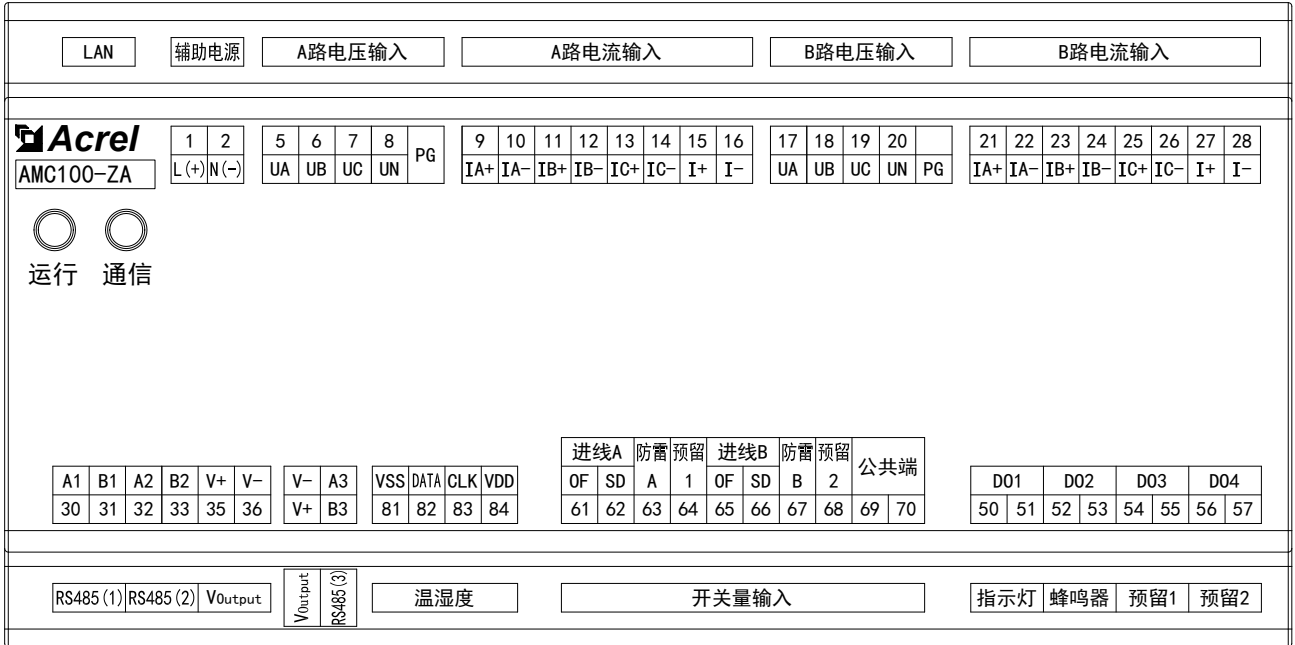 LAN 辅助电源 A路电压输入 A路电流输入 B路电压输入 B路电流输入
Acrel
AMC100-ZA
1 2 5 6 7 8 PG 9 10 11 12 13 14 15 16 17 18 19 20 21 22 23 24 25 26 27 28
L(+) N(-) UA UB UC UN IA+ IA- IB+ IB- IC+ IC- I+ I- UA UB UC UN PG IA+ IA- IB+ IB- IC+ IC- I+ I-
运行 通信
进线A 防雷 预留 进线B 防雷 预留 公共端
A1 B1 A2 B2 V+ V- V- A3 VSS DATA CLK VDD OF SD A 1 OF SD B 2 DO1 DO2 DO3 DO4
30 31 32 33 35 36 V+ B3 81 82 83 84 61 62 63 64 65 66 67 68 69 70 50 51 52 53 54 55 56 57
RS485(1) RS485(2) VOutput VOutput RS485(3) 温湿度 开关量输入 指示灯 蜂鸣器 预留1 预留2